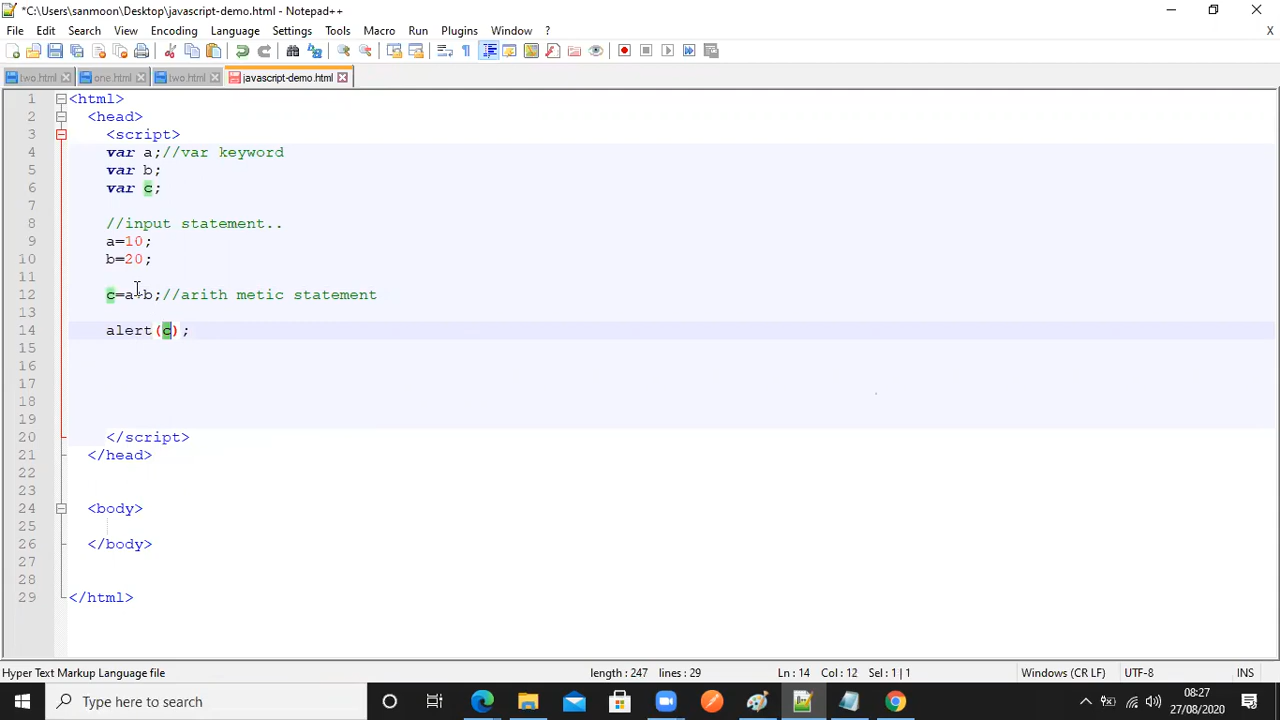 *C:\Users\sanmoon\Desktop\javascript-demo.html - Notepad++
File Edit Search View Encoding Language Settings Tools Macro Run Plugins Window ?
X
two.html one.html two.html javascript-demo.html
1 <html>
2 <head>
3 <script>
4 var a;//var keyword
5 var b;
6 var c;
7
8 //input statement..
9 a=10;
10 b=20;
11
12 c=a+b;//arith metic statement
13
14 alert(c);
15
16
17
18
19
20 </script>
21 </head>
22
23
24 <body>
25
26 </body>
27
28
29 </html>
Hyper Text Markup Language file length : 247 lines : 29 Ln : 14 Col : 12 Sel : 1 | 1 Windows (CR LF) UTF-8 INS
Type here to search
08:27
27/08/2020